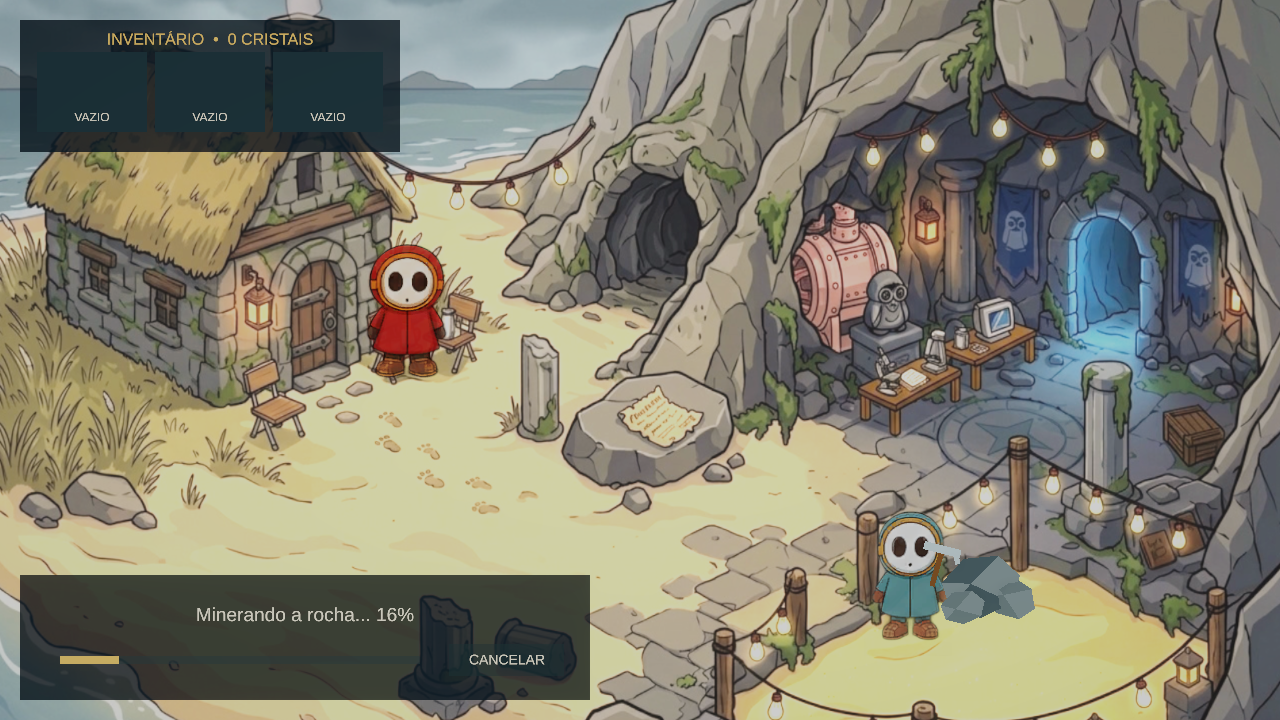 INVENTÁRIO • 0 CRISTAIS
VAZIO VAZIO VAZIO
Minerando a rocha... 16%
CANCELAR